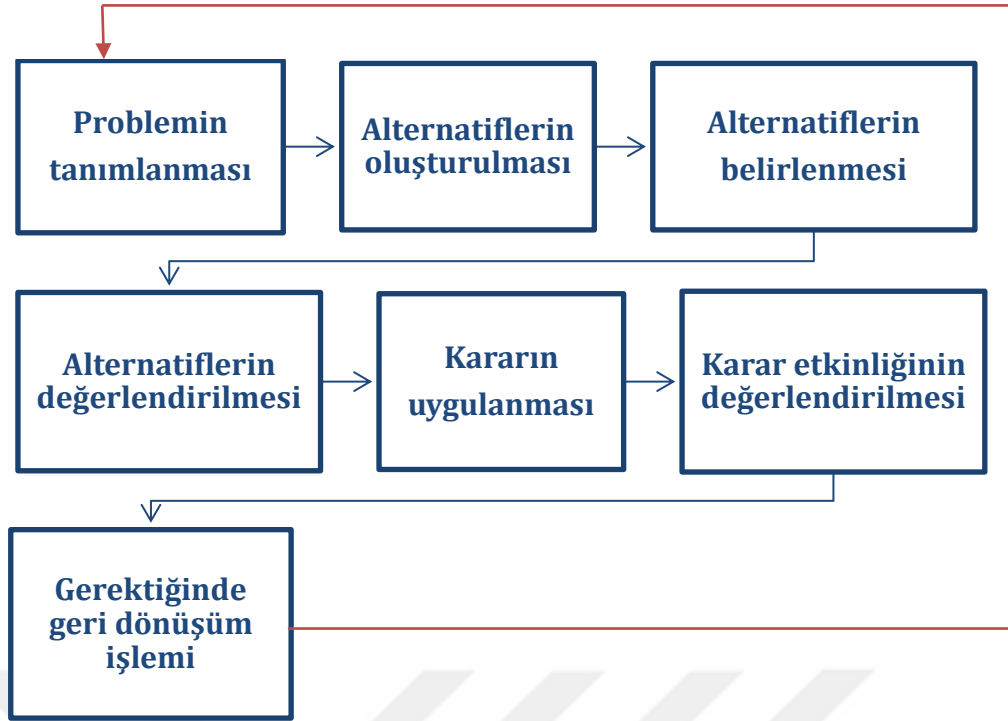 Problemin
tanımlanması
Alternatiflerin
oluşturulması
Alternatiflerin
belirlenmesi
Alternatiflerin
değerlendirilmesi
Kararın
uygulanması
Karar etkinliğinin
değerlendirilmesi
Gerektiğinde
geri dönüşüm
işlemi